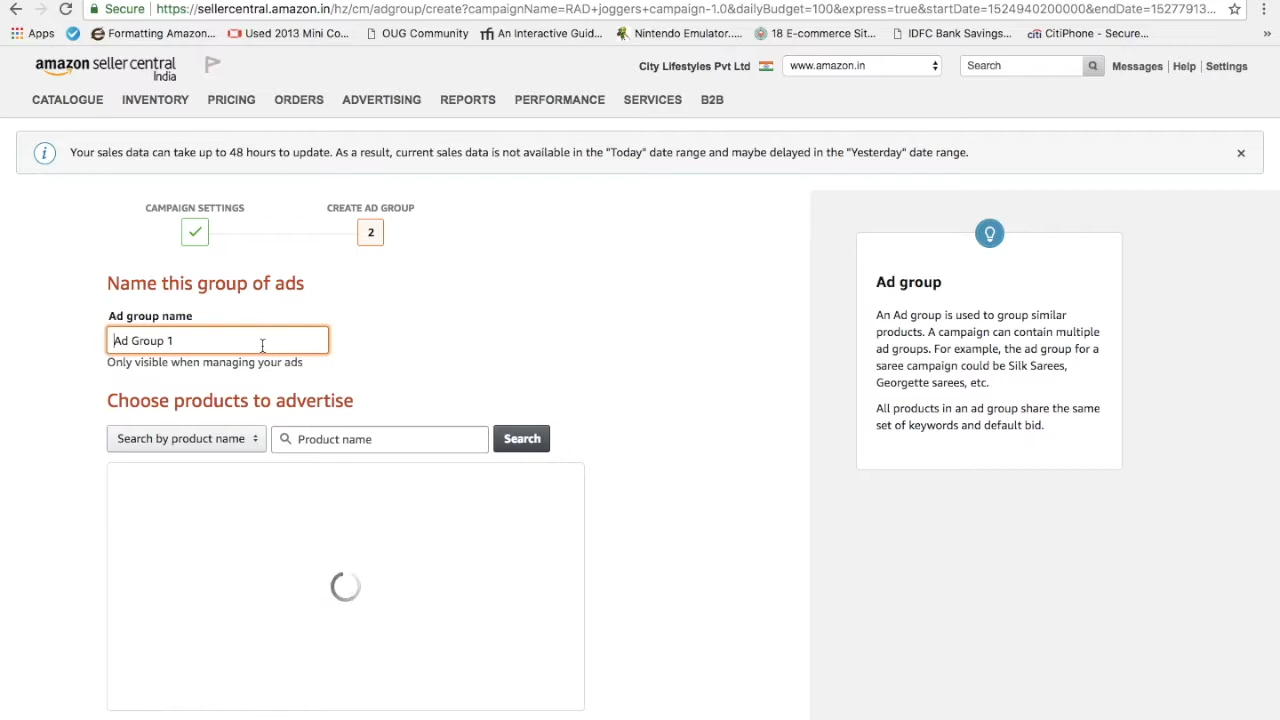 Secure https://sellercentral.amazon.in/hz/cm/adgroup/create?campaignName=RAD+joggers+campaign-1.0&dailyBudget=100&express=true&startDate=1524940200000&endDate=15277913...
Apps Formatting Amazon... Used 2013 Mini Co... OUG Community An Interactive Guid... Nintendo Emulator.... 18 E-commerce Sit... IDFC Bank Savings... citi CitiPhone - Secure... »
amazon seller central
India
City Lifestyles Pvt Ltd www.amazon.in Search Messages | Help | Settings
CATALOGUE INVENTORY PRICING ORDERS ADVERTISING REPORTS PERFORMANCE SERVICES B2B
Your sales data can take up to 48 hours to update. As a result, current sales data is not available in the "Today" date range and maybe delayed in the "Yesterday" date range.
CAMPAIGN SETTINGS CREATE AD GROUP
2
Name this group of ads
Ad group name
Ad Group 1
Only visible when managing your ads
Choose products to advertise
Search by product name Product name Search
Ad group
An Ad group is used to group similar
products. A campaign can contain multiple
ad groups. For example, the ad group for a
saree campaign could be Silk Sarees,
Georgette sarees, etc.
All products in an ad group share the same
set of keywords and default bid.